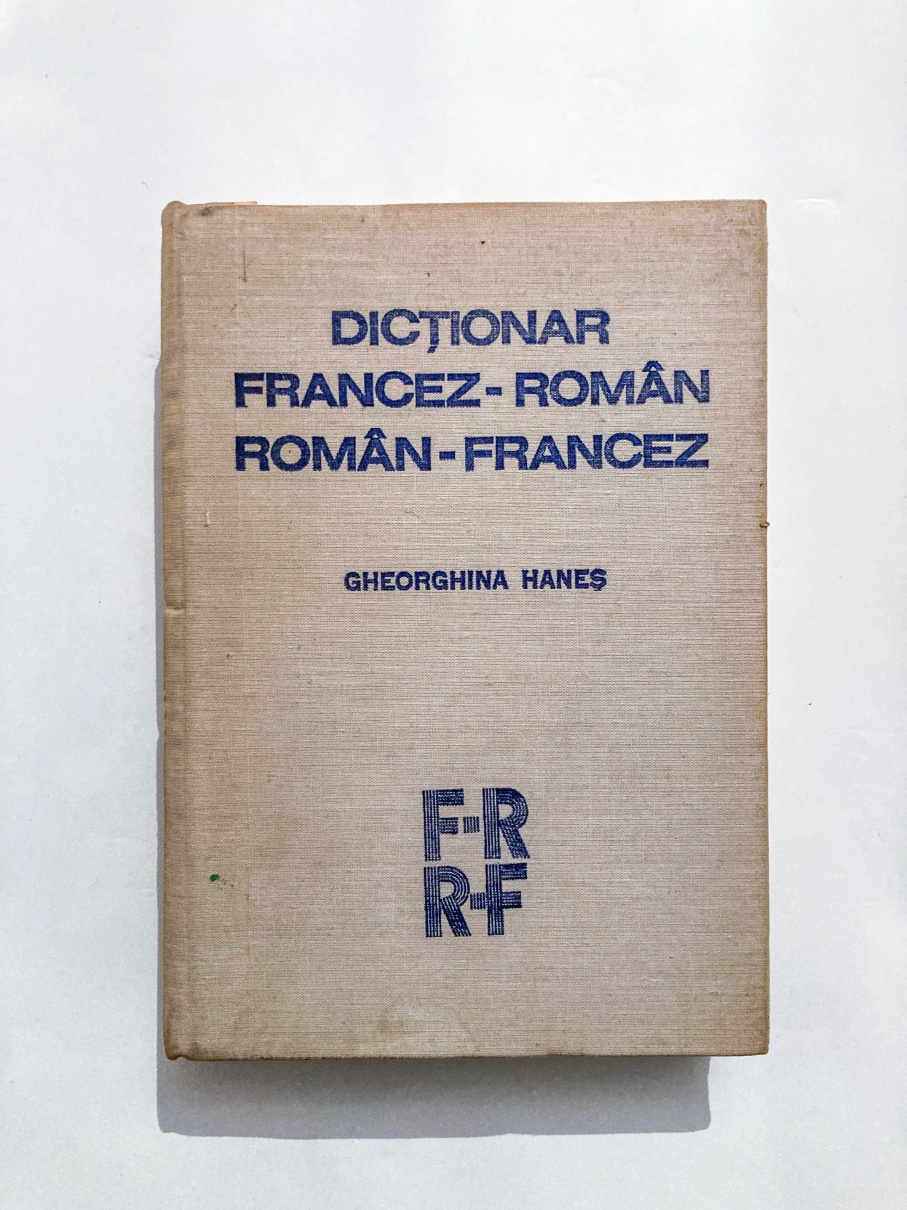 DICȚIONAR
FRANCEZ-ROMÂN
ROMÂN-FRANCEZ
GHEORGHINA HANEȘ
F-R
R-F